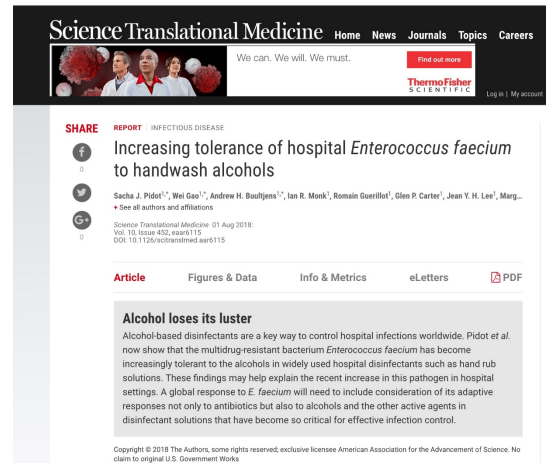 Science Translational Medicine Home News Journals Topics Careers
We can. We will. We must.
Find out more
ThermoFisher
SCIENTIFIC
Log in | My account
SHARE
0
0
0
REPORT | INFECTIOUS DISEASE
Increasing tolerance of hospital Enterococcus faecium
to handwash alcohols
Sacha J. Pidot1,*, Wei Gao1,*, Andrew H. Buultjens1,*, Ian R. Monk1, Romain Guerillot1, Glen P. Carter1, Jean Y. H. Lee1, Marg…
+ See all authors and affiliations
Science Translational Medicine 01 Aug 2018:
Vol. 10, Issue 452, eaar6115
DOI: 10.1126/scitranslmed.aar6115
Article Figures & Data Info & Metrics eLetters PDF
Alcohol loses its luster
Alcohol-based disinfectants are a key way to control hospital infections worldwide. Pidot et al.
now show that the multidrug-resistant bacterium Enterococcus faecium has become
increasingly tolerant to the alcohols in widely used hospital disinfectants such as hand rub
solutions. These findings may help explain the recent increase in this pathogen in hospital
settings. A global response to E. faecium will need to include consideration of its adaptive
responses not only to antibiotics but also to alcohols and the other active agents in
disinfectant solutions that have become so critical for effective infection control.
Copyright © 2018 The Authors, some rights reserved; exclusive licensee American Association for the Advancement of Science. No
claim to original U.S. Government Works